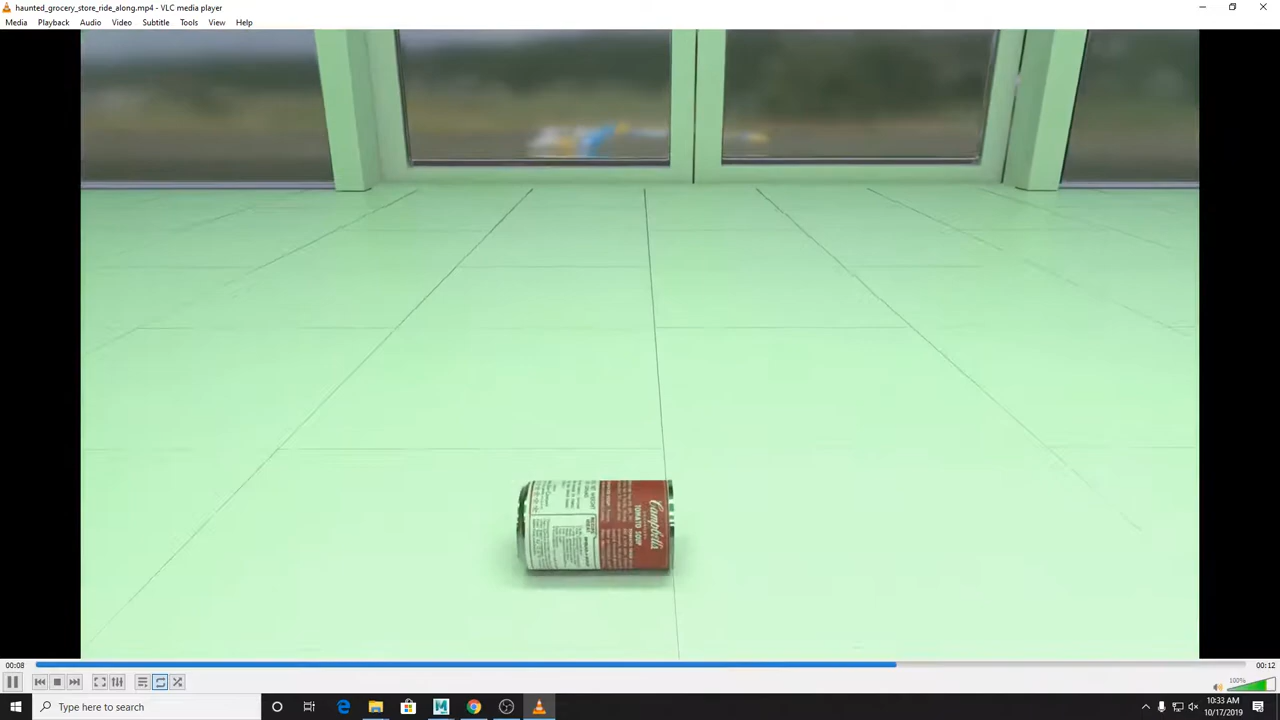 haunted_grocery_store_ride_along.mp4 - VLC media player
Media Playback Audio Video Subtitle Tools View Help
Campbell's
TOMATO SOUP
00:08
00:12
100%
Type here to search
10:33 AM
10/17/2019